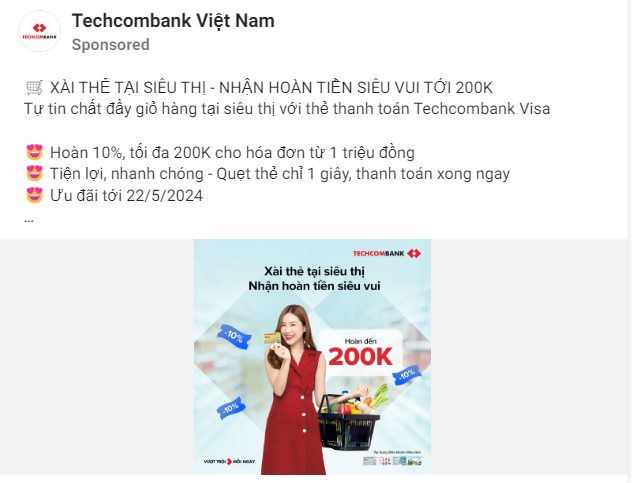 Techcombank Việt Nam
TECHCOMBANK
Sponsored
🛒 XÀI THẺ TẠI SIÊU THỊ - NHẬN HOÀN TIỀN SIÊU VUI TỚI 200K
Tự tin chất đầy giỏ hàng tại siêu thị với thẻ thanh toán Techcombank Visa
😍 Hoàn 10%, tối đa 200K cho hóa đơn từ 1 triệu đồng
😍 Tiện lợi, nhanh chóng - Quẹt thẻ chỉ 1 giây, thanh toán xong ngay
😍 Ưu đãi tới 22/5/2024
...
TECHCOMBANK
Xài thẻ tại siêu thị
Nhận hoàn tiền siêu vui
-10%
Hoàn đến
200K
-10%
-10%
VƯỢT TRỘI MỖI NGÀY